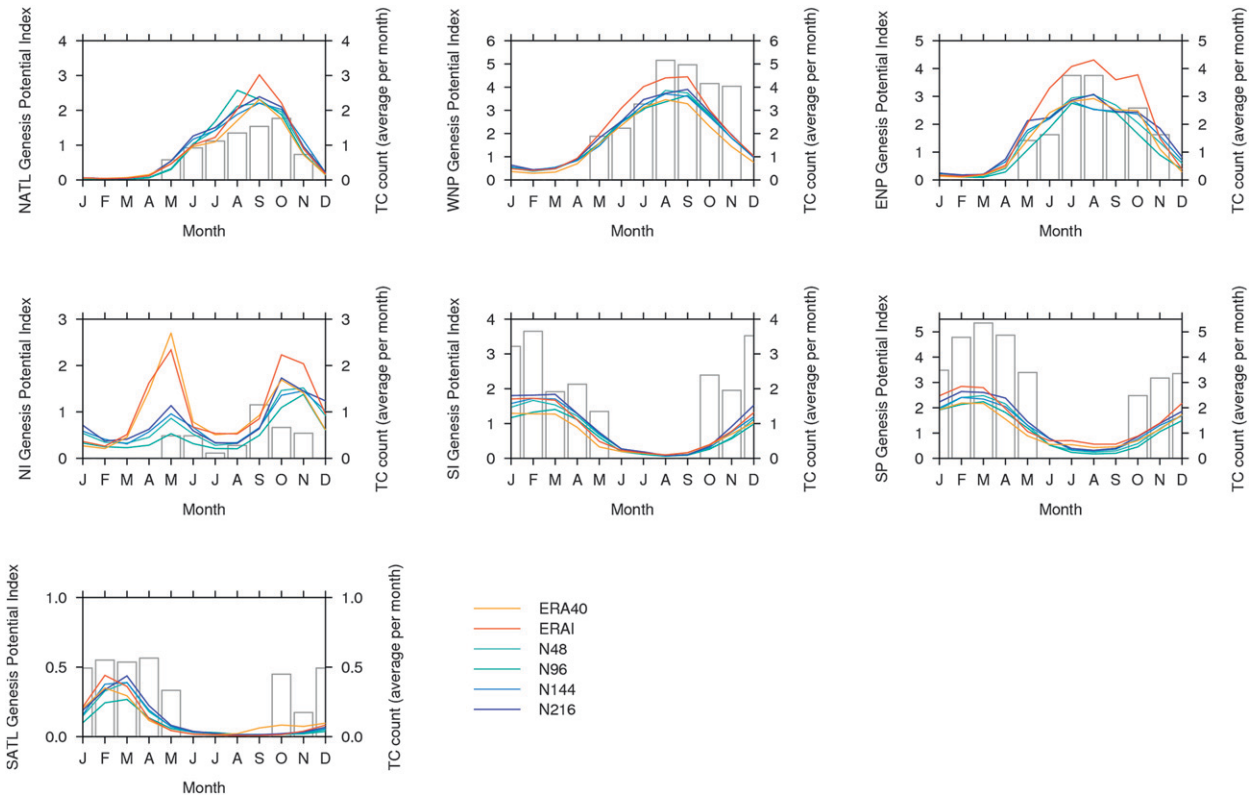 NATL Genesis Potential Index
4
3
2
1
0
J F M A M J J A S O N D
Month
4
3
2
1
0
TC count (average per month)
WNP Genesis Potential Index
6
5
4
3
2
1
0
J F M A M J J A S O N D
Month
6
5
4
3
2
1
0
TC count (average per month)
ENP Genesis Potential Index
5
4
3
2
1
0
J F M A M J J A S O N D
Month
5
4
3
2
1
0
TC count (average per month)
NI Genesis Potential Index
3
2
1
0
J F M A M J J A S O N D
Month
3
2
1
0
TC count (average per month)
SI Genesis Potential Index
4
3
2
1
0
J F M A M J J A S O N D
Month
4
3
2
1
0
TC count (average per month)
SP Genesis Potential Index
5
4
3
2
1
0
J F M A M J J A S O N D
Month
5
4
3
2
1
0
TC count (average per month)
SATL Genesis Potential Index
1.0
0.5
0.0
J F M A M J J A S O N D
Month
1.0
0.5
0.0
TC count (average per month)
ERA40
ERAI
N48
N96
N144
N216